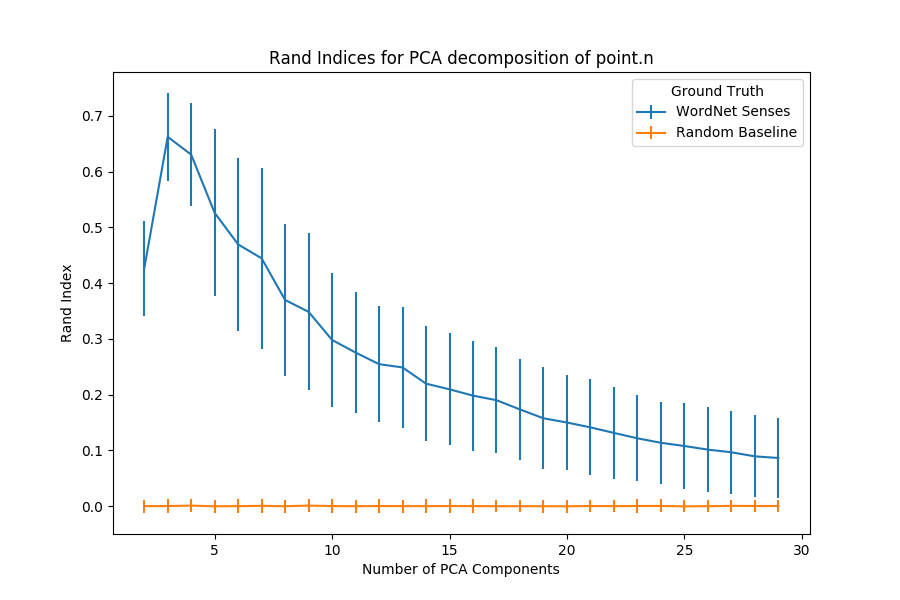 Rand Indices for PCA decomposition of point.n
Ground Truth
WordNet Senses
Random Baseline
Rand Index
0.7
0.6
0.5
0.4
0.3
0.2
0.1
0.0
5 10 15 20 25 30
Number of PCA Components